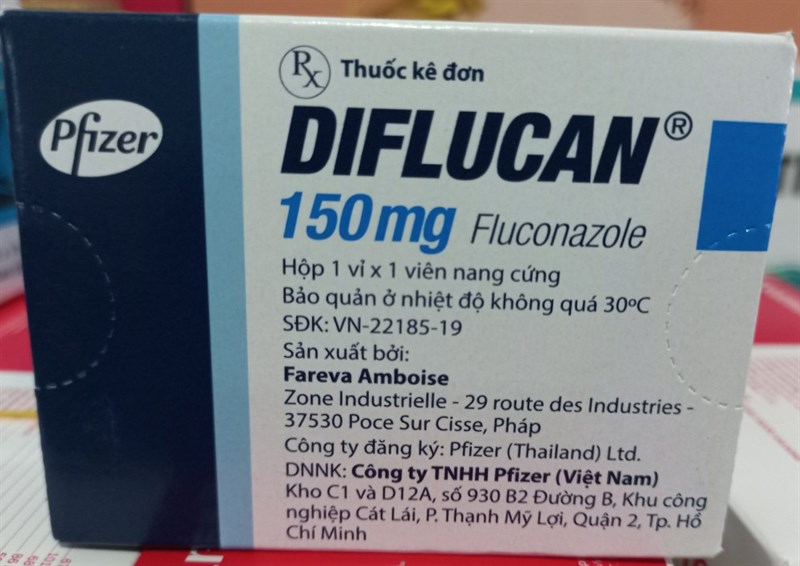 Pfizer
Rx Thuốc kê đơn
DIFLUCAN®
150mg Fluconazole
Hộp 1 vỉ x 1 viên nang cứng
Bảo quản ở nhiệt độ không quá 30ºC
SĐK: VN-22185-19
Sản xuất bởi:
Fareva Amboise
Zone Industrielle - 29 route des Industries -
37530 Poce Sur Cisse, Pháp
Công ty đăng ký: Pfizer (Thailand) Ltd.
DNNK: Công ty TNHH Pfizer (Việt Nam)
Kho C1 và D12A, số 930 B2 Đường B, Khu công
nghiệp Cát Lái, P. Thạnh Mỹ Lợi, Quận 2, Tp. Hồ
Chí Minh